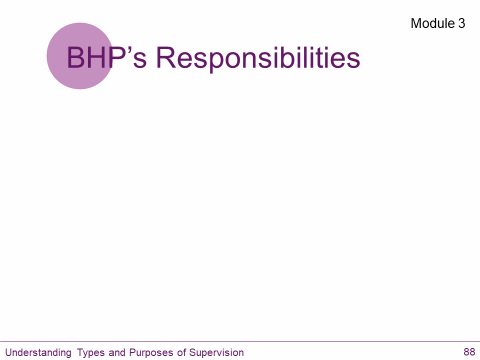 Module 3
BHP's Responsibilities
Understanding Types and Purposes of Supervision
88